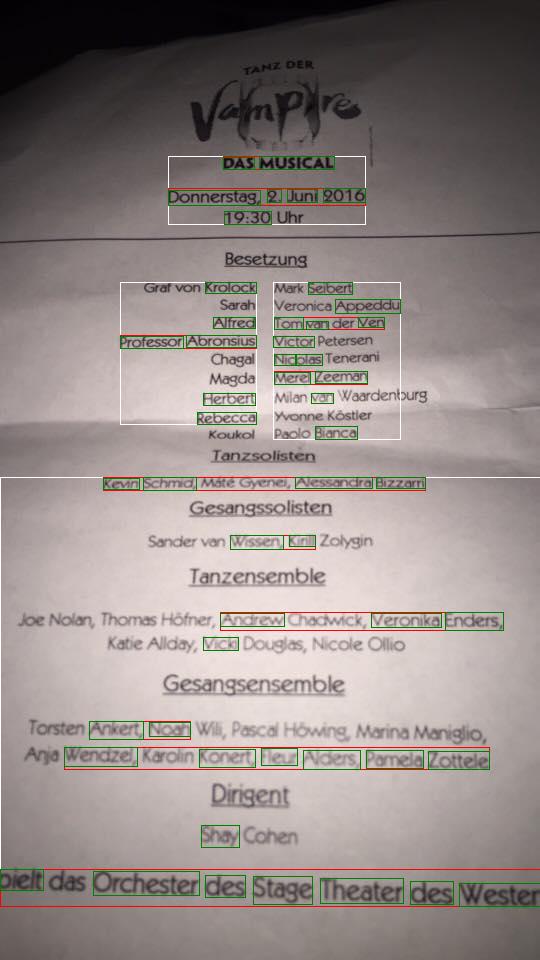 TANZ DER
Vampire
DAS MUSICAL
Donnerstag, 2. Juni 2016
19:30 Uhr
Besetzung
Graf von Krolock Mark Seibert
Sarah Veronica Appeddu
Alfred Tom van der Ven
Professor Abronsius Victor Petersen
Chagal Nicolas Tenerani
Magda Merel Zeeman
Herbert Milan van Waardenburg
Rebecca Yvonne Köstler
Koukol Paolo Bianca
Tanzsolisten
Kevin Schmid, Máté Gyenei, Alessandra Bizzarri
Gesangssolisten
Sander van Wissen, Kirill Zolygin
Tanzensemble
Joe Nolan, Thomas Höfner, Andrew Chadwick, Veronika Enders,
Katie Allday, Vicki Douglas, Nicole Ollio
Gesangsensemble
Torsten Ankert, Noah Wili, Pascal Höwing, Marina Maniglio,
Anja Wendzel, Karolin Konert, Fleur Alders, Pamela Zottele
Dirigent
Shay Cohen
pielt das Orchester des Stage Theater des Wester